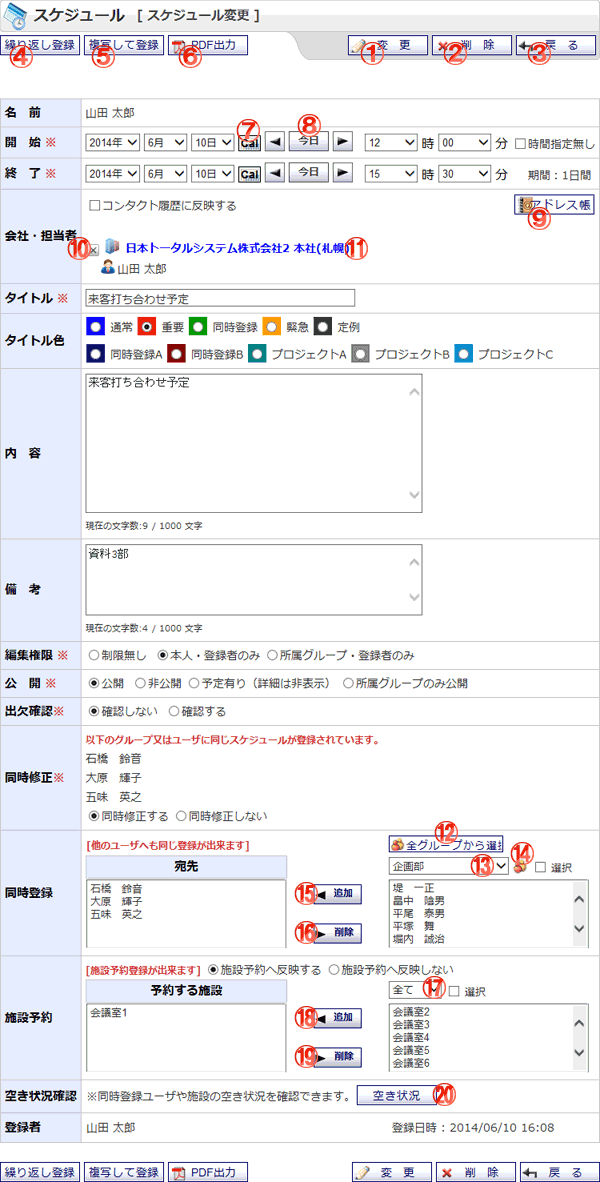 スケジュール [ スケジュール変更 ]
④ 繰り返し登録 ⑤ 複写して登録 ⑥ PDF出力 ① 変 更 ② 削 除 ③ 戻 る
名 前 山田 太郎
⑦ ⑧
開 始 ※ 2014年 6月 10日 Cal ◀ 今日 ▶ 12 時 00 分 時間指定無し
終 了 ※ 2014年 6月 10日 Cal ◀ 今日 ▶ 15 時 30 分 期間：1日間
コンタクト履歴に反映する アドレス帳 ⑨
会社・担当者 ⑩ × 日本トータルシステム株式会社2 本社(札幌) ⑪
山田 太郎
タイトル ※ 来客打ち合わせ予定
タイトル色 通常 重要 同時登録 緊急 定例
同時登録A 同時登録B プロジェクトA プロジェクトB プロジェクトC
内 容 来客打ち合わせ予定
現在の文字数:9 / 1000 文字
備 考 資料3部
現在の文字数:4 / 1000 文字
編集権限 ※ 制限無し 本人・登録者のみ 所属グループ・登録者のみ
公 開 ※ 公開 非公開 予定有り（詳細は非表示） 所属グループのみ公開
出欠確認※ 確認しない 確認する
同時修正※ 以下のグループ又はユーザに同じスケジュールが登録されています。
石橋 鈴音
大原 輝子
五味 英之
同時修正する 同時修正しない
同時登録 [他のユーザへも同じ登録が出来ます] ⑫ 全グループから選択
宛先 企画部 ⑬ ⑭ 選択
石橋 鈴音
大原 輝子
五味 英之
⑮ ◀ 追加
⑯ ▶ 削除
堤 一正
畠中 陸男
平尾 泰男
平塚 舞
堀内 誠治
施設予約 [施設予約登録が出来ます] 施設予約へ反映する 施設予約へ反映しない
予約する施設 全て ⑰ 選択
会議室1
⑱ ◀ 追加
⑲ ▶ 削除
会議室2
会議室3
会議室4
会議室5
会議室6
空き状況確認 ※同時登録ユーザや施設の空き状況を確認できます。 空き状況 ⑳
登録者 山田 太郎 登録日時：2014/06/10 16:08
繰り返し登録 複写して登録 PDF出力 変 更 削 除 戻 る